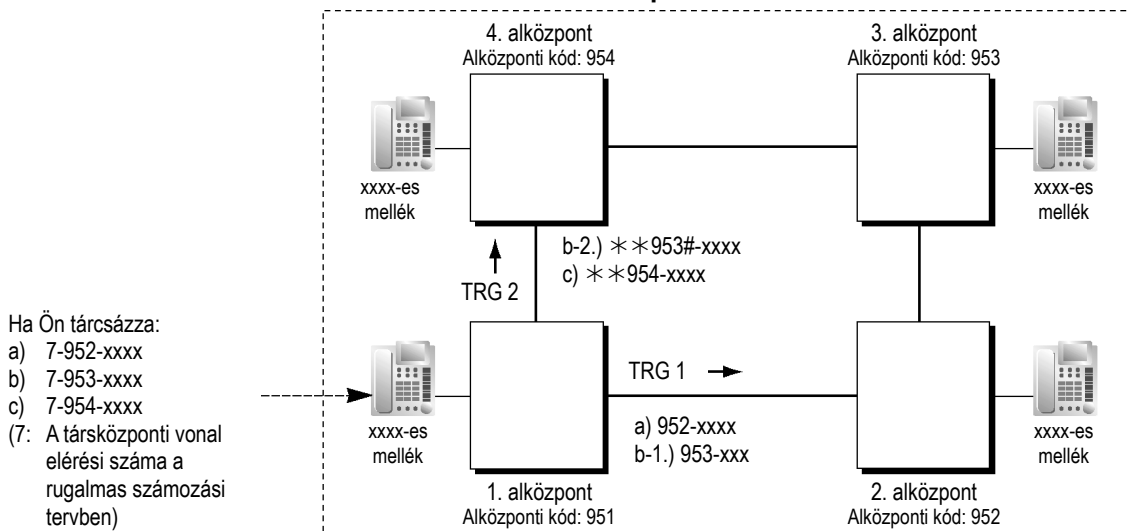 4. alközpont
Alközponti kód: 954
3. alközpont
Alközponti kód: 953
xxxx-es
mellék
xxxx-es
mellék
b-2.) ＊＊953#-xxxx
c) ＊＊954-xxxx
TRG 2
Ha Ön tárcsázza:
a) 7-952-xxxx
b) 7-953-xxxx
c) 7-954-xxxx
(7: A társközponti vonal
elérési száma a
rugalmas számozási
tervben)
TRG 1
a) 952-xxxx
b-1.) 953-xxx
xxxx-es
mellék
xxxx-es
mellék
1. alközpont
Alközponti kód: 951
2. alközpont
Alközponti kód: 952